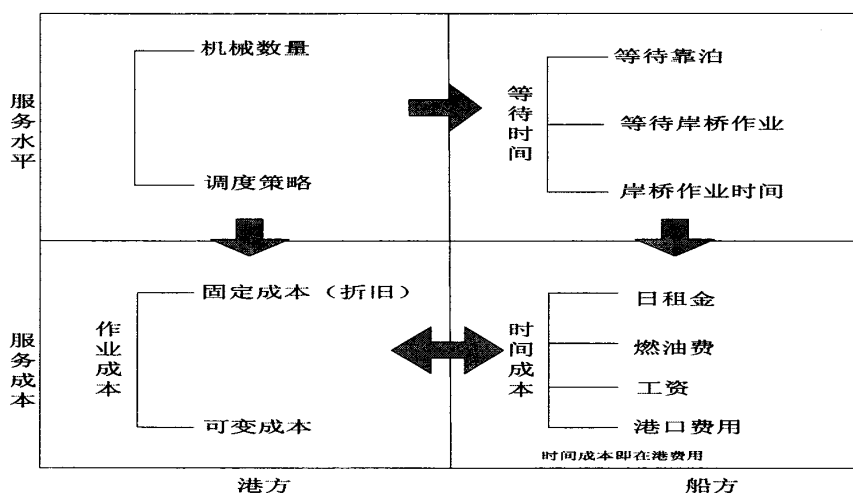 服务水平
机械数量
调度策略
等待时间
等待靠泊
等待岸桥作业
岸桥作业时间
服务成本
作业成本
固定成本（折旧）
可变成本
时间成本
日租金
燃油费
工资
港口费用
时间成本即在港费用
港方
船方